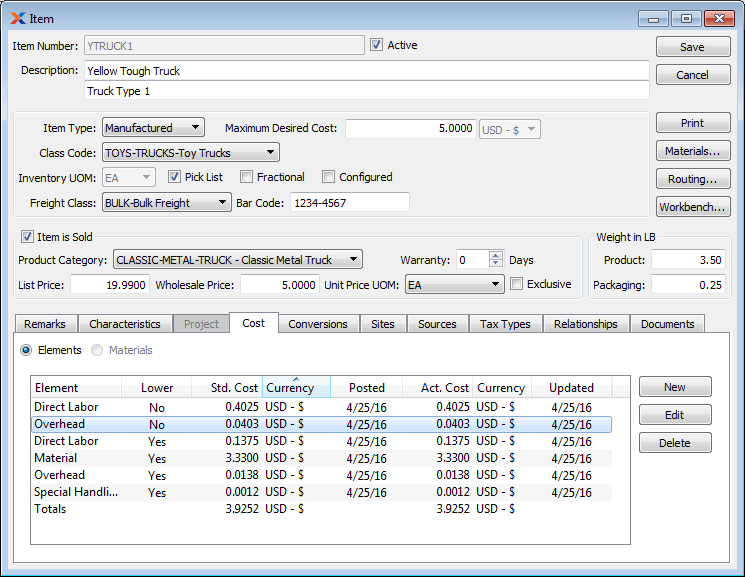 Item
Item Number: YTRUCK1 Active Save
Description: Yellow Tough Truck Cancel
Truck Type 1
Item Type: Manufactured Maximum Desired Cost: 5.0000 USD - $ Print
Class Code: TOYS-TRUCKS-Toy Trucks Materials...
Inventory UOM: EA Pick List Fractional Configured Routing...
Freight Class: BULK-Bulk Freight Bar Code: 1234-4567 Workbench...
Item is Sold Weight in LB
Product Category: CLASSIC-METAL-TRUCK - Classic Metal Truck Warranty: 0 Days Product: 3.50
List Price: 19.9900 Wholesale Price: 5.0000 Unit Price UOM: EA Exclusive Packaging: 0.25
Remarks Characteristics Project Cost Conversions Sites Sources Tax Types Relationships Documents
Elements Materials
Element Lower Std. Cost Currency Posted Act. Cost Currency Updated New
Direct Labor No 0.4025 USD - $ 4/25/16 0.4025 USD - $ 4/25/16
Overhead No 0.0403 USD - $ 4/25/16 0.0403 USD - $ 4/25/16 Edit
Direct Labor Yes 0.1375 USD - $ 4/25/16 0.1375 USD - $ 4/25/16 Delete
Material Yes 3.3300 USD - $ 4/25/16 3.3300 USD - $ 4/25/16
Overhead Yes 0.0138 USD - $ 4/25/16 0.0138 USD - $ 4/25/16
Special Handli... Yes 0.0012 USD - $ 4/25/16 0.0012 USD - $ 4/25/16
Totals 3.9252 USD - $ 3.9252 USD - $